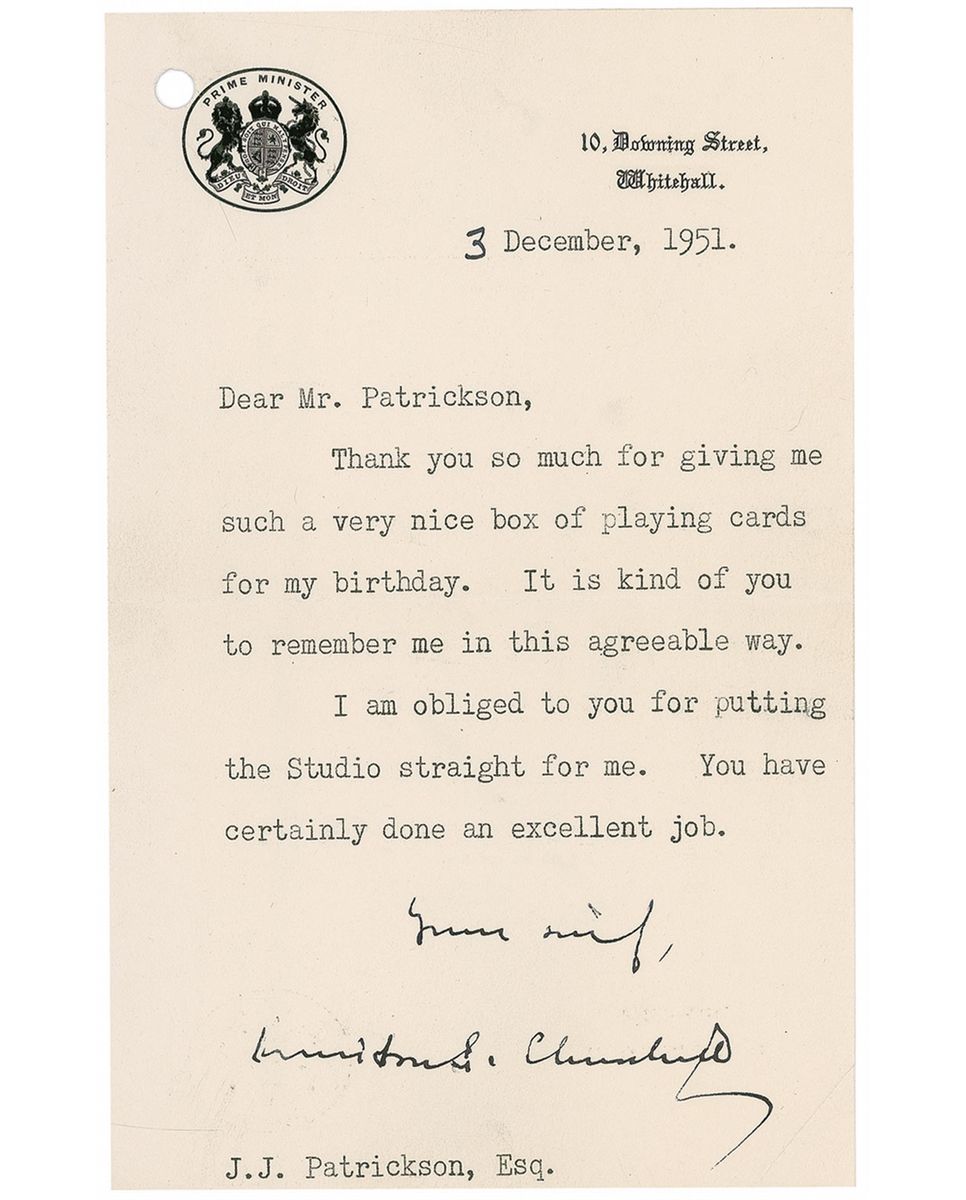 PRIME MINISTER
DIEU ET MON DROIT
10, Downing Street,
Whitehall.
3 December, 1951.
Dear Mr. Patrickson,
Thank you so much for giving me
such a very nice box of playing cards
for my birthday. It is kind of you
to remember me in this agreeable way.
I am obliged to you for putting
the Studio straight for me. You have
certainly done an excellent job.
Yours sincerely,
Winston S. Churchill
J.J. Patrickson, Esq.